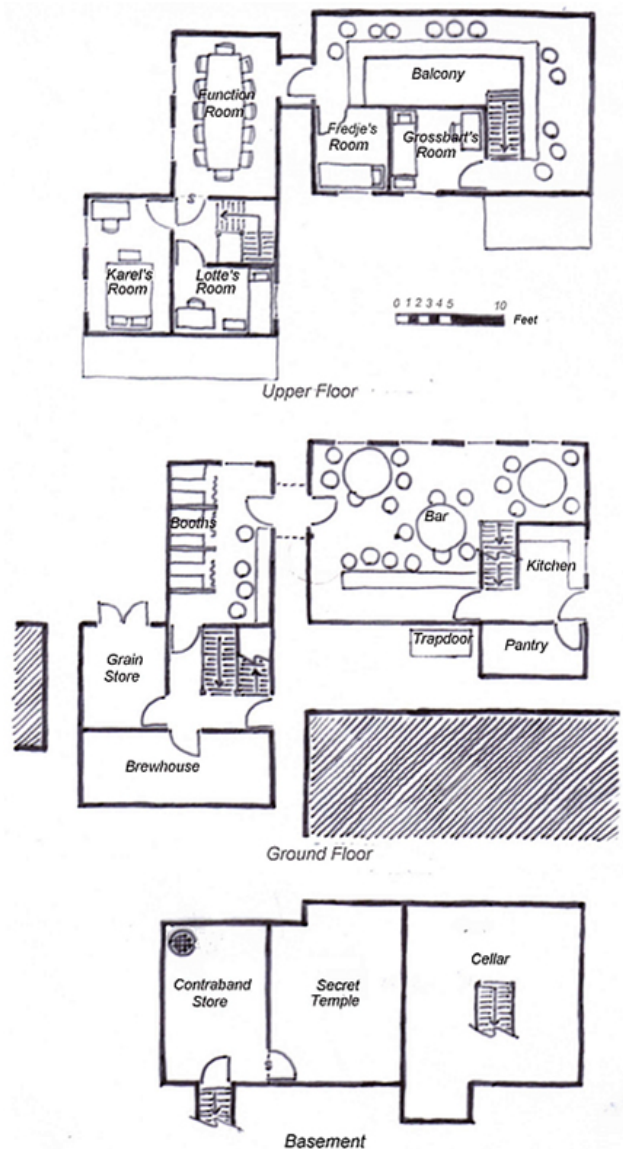 Balcony
Function
Room
Fredje's
Room
Grossbart's
Room
S
Karel's
Room
Lotte's
Room
0 1 2 3 4 5 10
Feet
Upper Floor
Booths
Bar
Kitchen
Trapdoor
Pantry
Grain
Store
Brewhouse
Ground Floor
Contraband
Store
Secret
Temple
Cellar
S
Basement